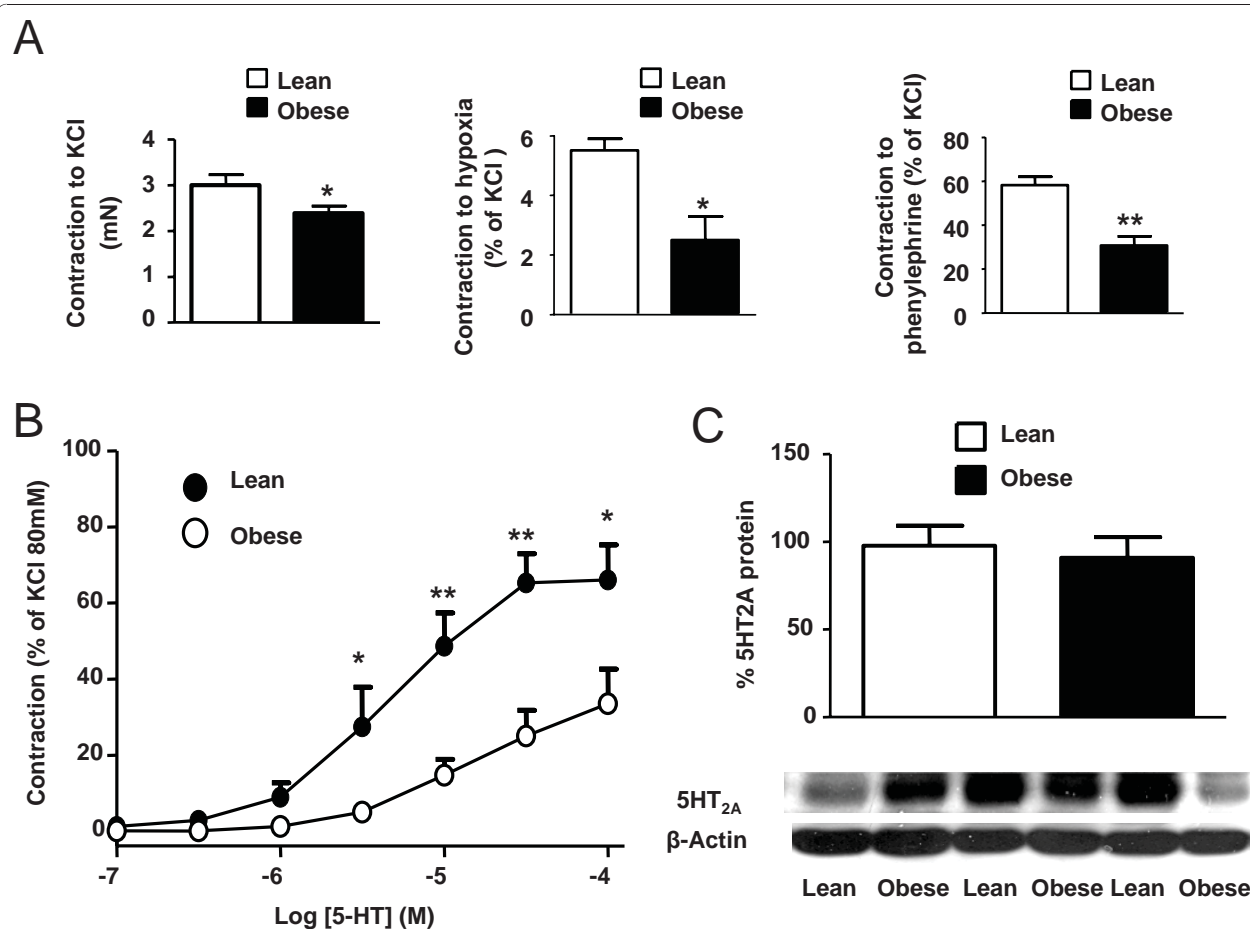 A
Lean
Obese
Contraction to KCl
(mN)
4
3
2
1
0
*
Lean
Obese
Contraction to hypoxia
(% of KCl )
6
4
2
0
*
Lean
Obese
Contraction to
phenylephrine (% of KCl)
80
60
40
20
0
**
B
Contraction (% of KCl 80mM)
100
80
60
40
20
0
Lean
Obese
*
**
**
*
-7
-6
-5
-4
Log [5-HT] (M)
C
Lean
Obese
% 5HT2A protein
150
100
50
0
5HT2A
β-Actin
Lean Obese Lean Obese Lean Obese